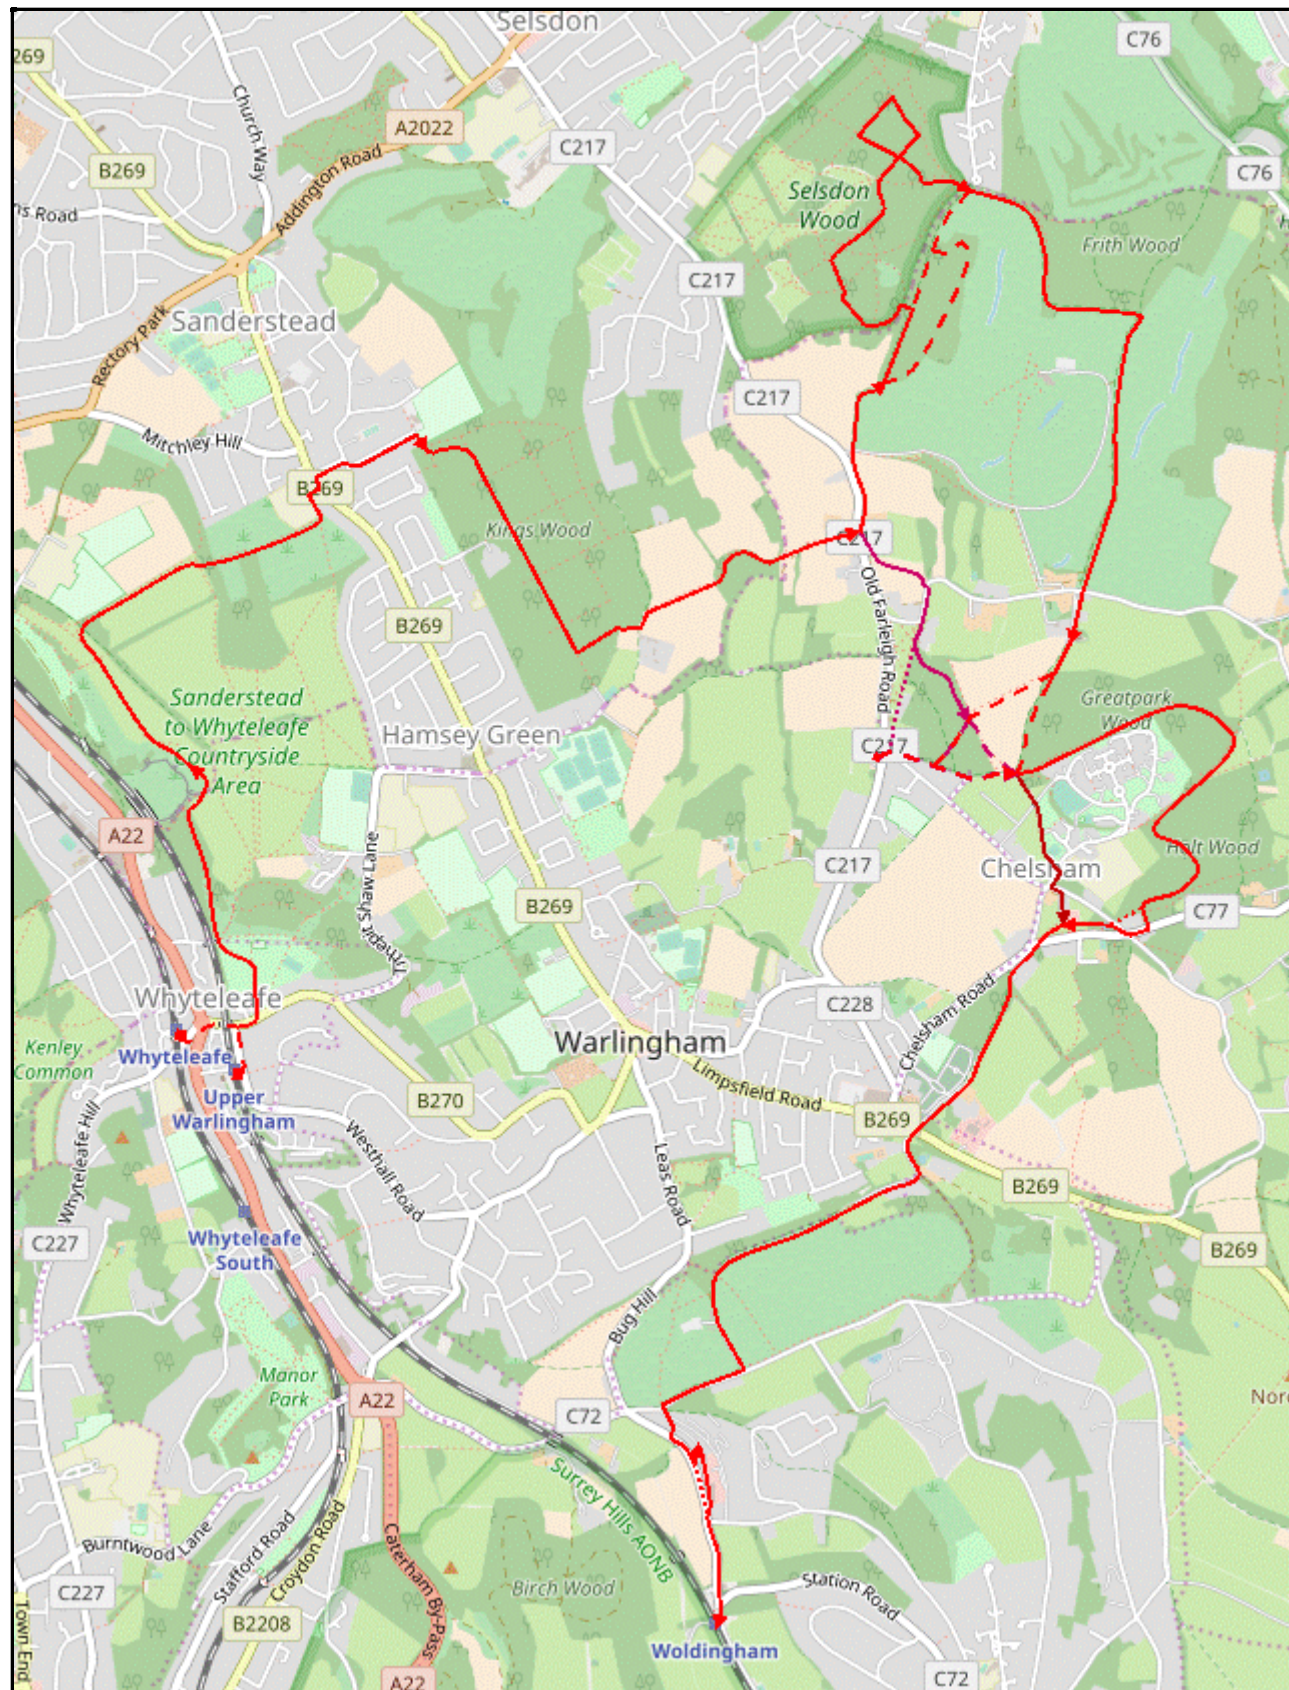 Selsdon
C76
269
Church Way
A2022
C217
B269
C76
Addington Road
Selsdon
Wood
ns Road
Frith Wood
C217
Sanderstead
Rectory Park
C217
Mitchley Hill
B269
Kings Wood
C217
Old Farleigh Road
B269
Sanderstead
to Whyteleafe
Countryside
Area
Greatpark
Wood
Hamsey Green
C217
A22
Tithepit Shaw Lane
C217
Chelsham
Holt Wood
B269
C77
Whyteleafe
C228
Chelsham Road
Warlingham
Kenley
Common
Whyteleafe
Limpsfield Road
Upper
Warlingham
B270
B269
Whyteleafe Hill
Westhall Road
Leas Road
B269
C227
Whyteleafe
South
B269
Bug Hill
Manor
Park
A22
C72
Nor
Surrey Hills AONB
Burntwood Lane
Stafford Road
Croydon Road
Caterham By-Pass
Birch Wood
Station Road
C227
Town End
B2208
Woldingham
A22
C72